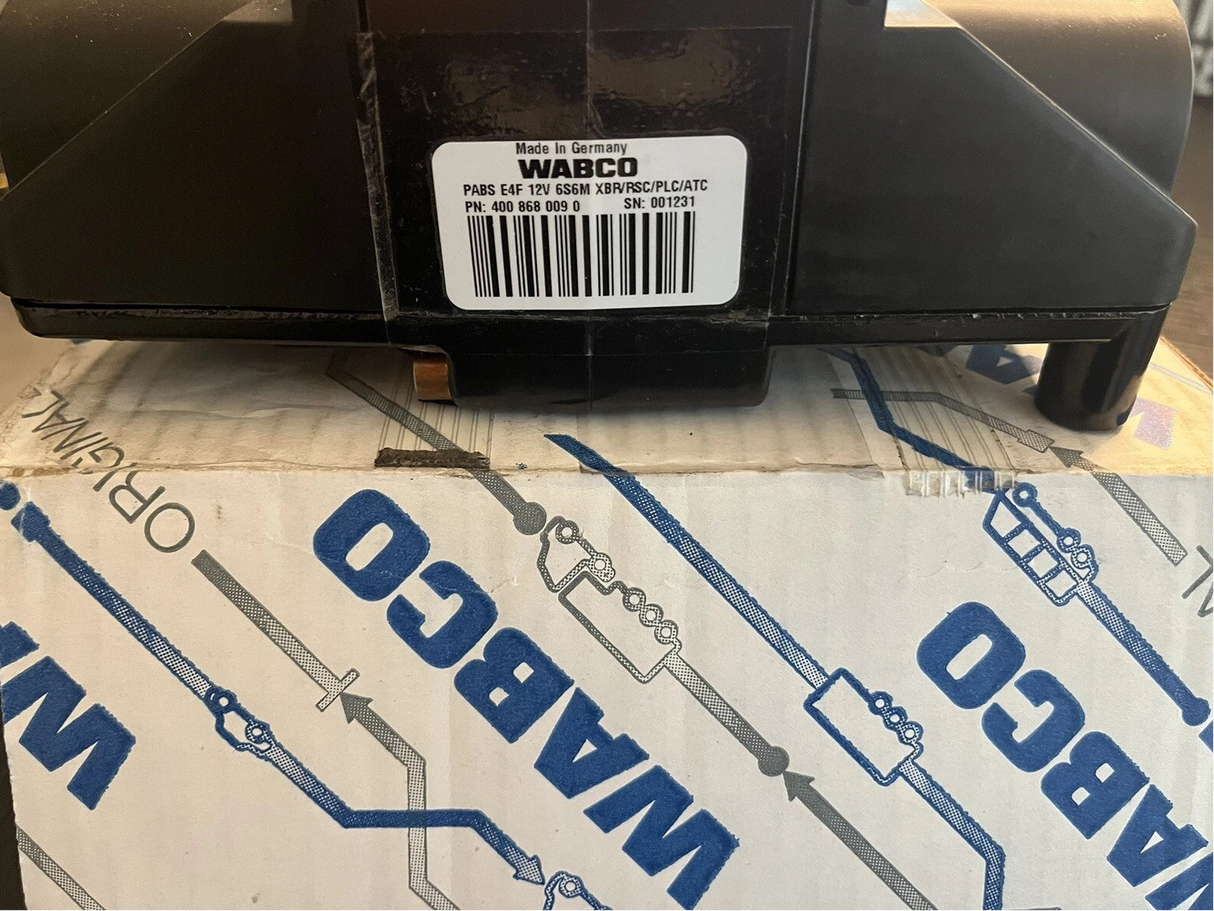 Made In Germany
WABCO
PABS E4F 12V 6S6M XBR/RSC/PLC/ATC
PN: 400 868 009 0 SN: 001231
ORIGINAL
WABCO
WABCO